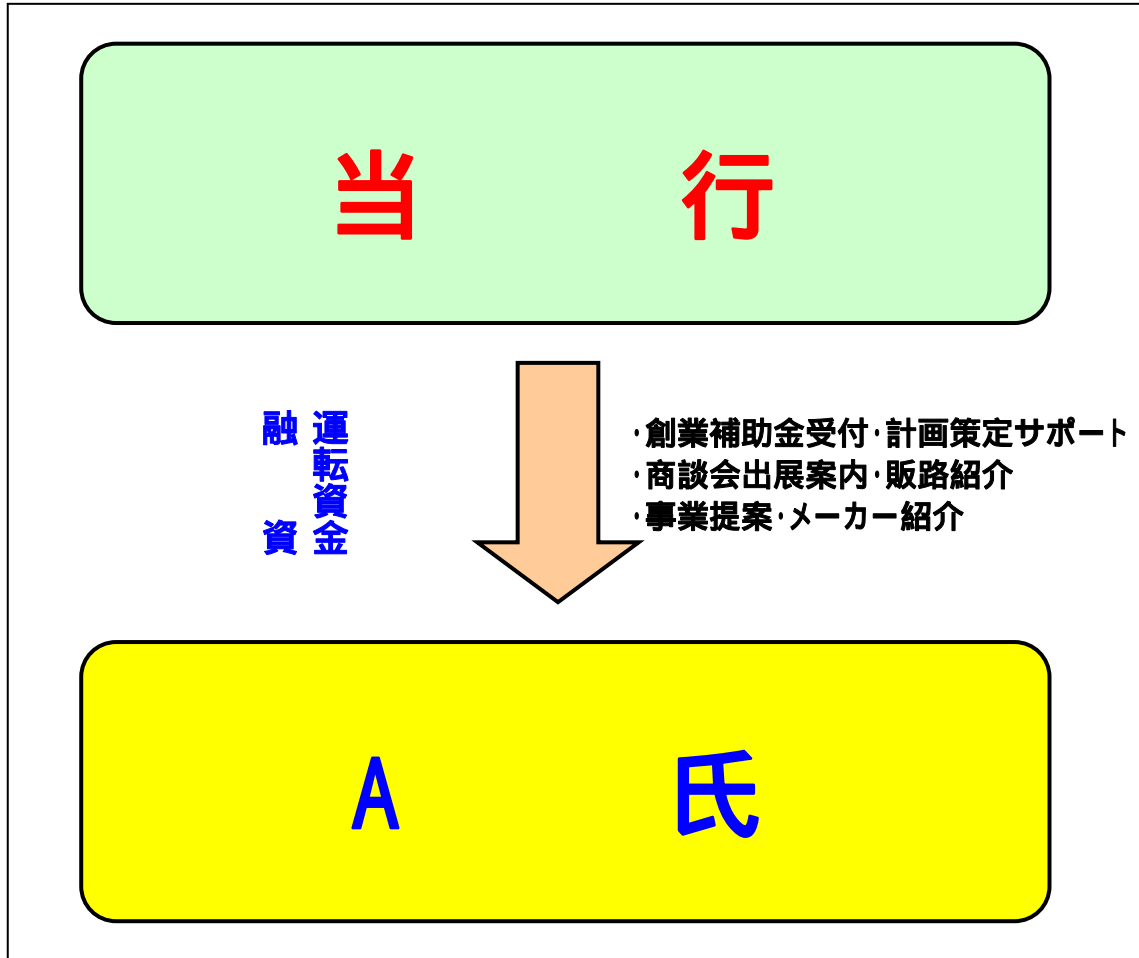 当　行
運転資金
融　資
・創業補助金受付・計画策定サポート
・商談会出展案内・販路紹介
・事業提案・メーカー紹介
A　氏